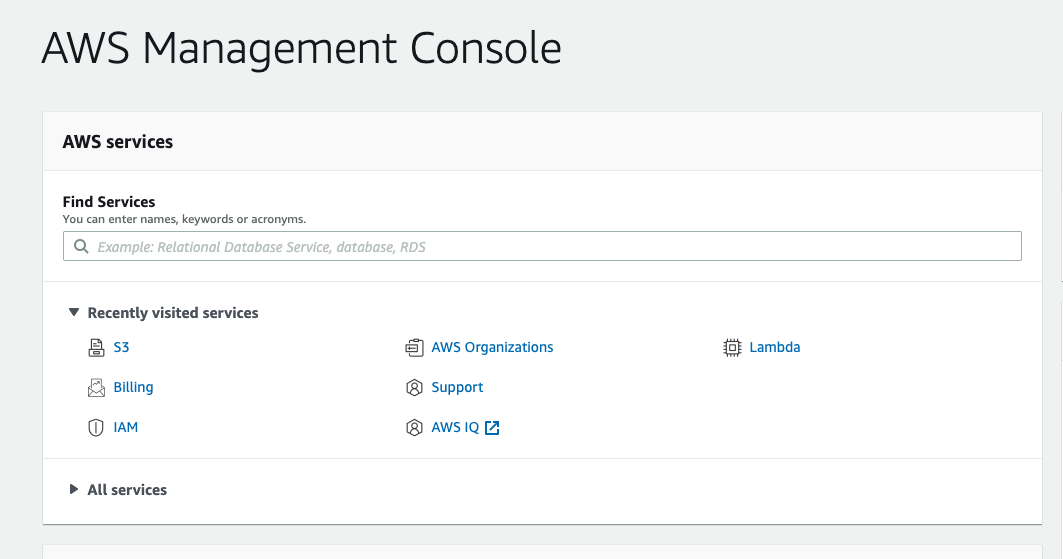 AWS Management Console
AWS services
Find Services
You can enter names, keywords or acronyms.
Example: Relational Database Service, database, RDS
Recently visited services
S3
AWS Organizations
Lambda
Billing
Support
IAM
AWS IQ
All services